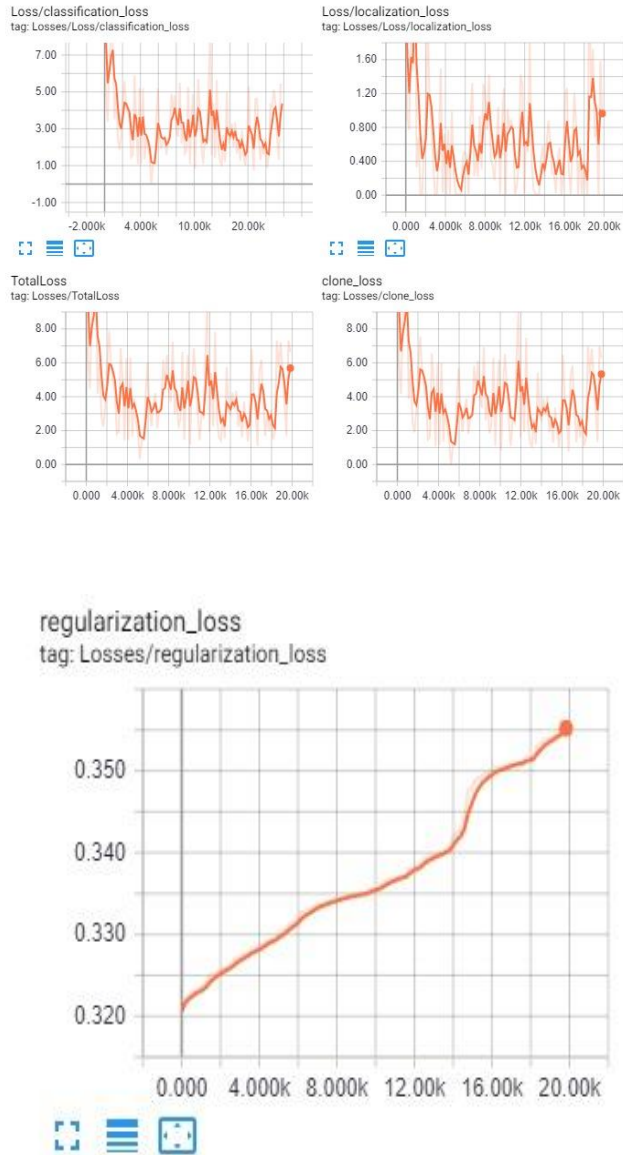 Loss/classification_loss
tag: Losses/Loss/classification_loss
7.00
5.00
3.00
1.00
-1.00
-2.000k 4.000k 10.00k 20.00k
Loss/localization_loss
tag: Losses/Loss/localization_loss
1.60
1.20
0.800
0.400
0.00
0.000 4.000k 8.000k 12.00k 16.00k 20.00k
TotalLoss
tag: Losses/TotalLoss
8.00
6.00
4.00
2.00
0.00
0.000 4.000k 8.000k 12.00k 16.00k 20.00k
clone_loss
tag: Losses/clone_loss
8.00
6.00
4.00
2.00
0.00
0.000 4.000k 8.000k 12.00k 16.00k 20.00k
regularization_loss
tag: Losses/regularization_loss
0.350
0.340
0.330
0.320
0.000 4.000k 8.000k 12.00k 16.00k 20.00k